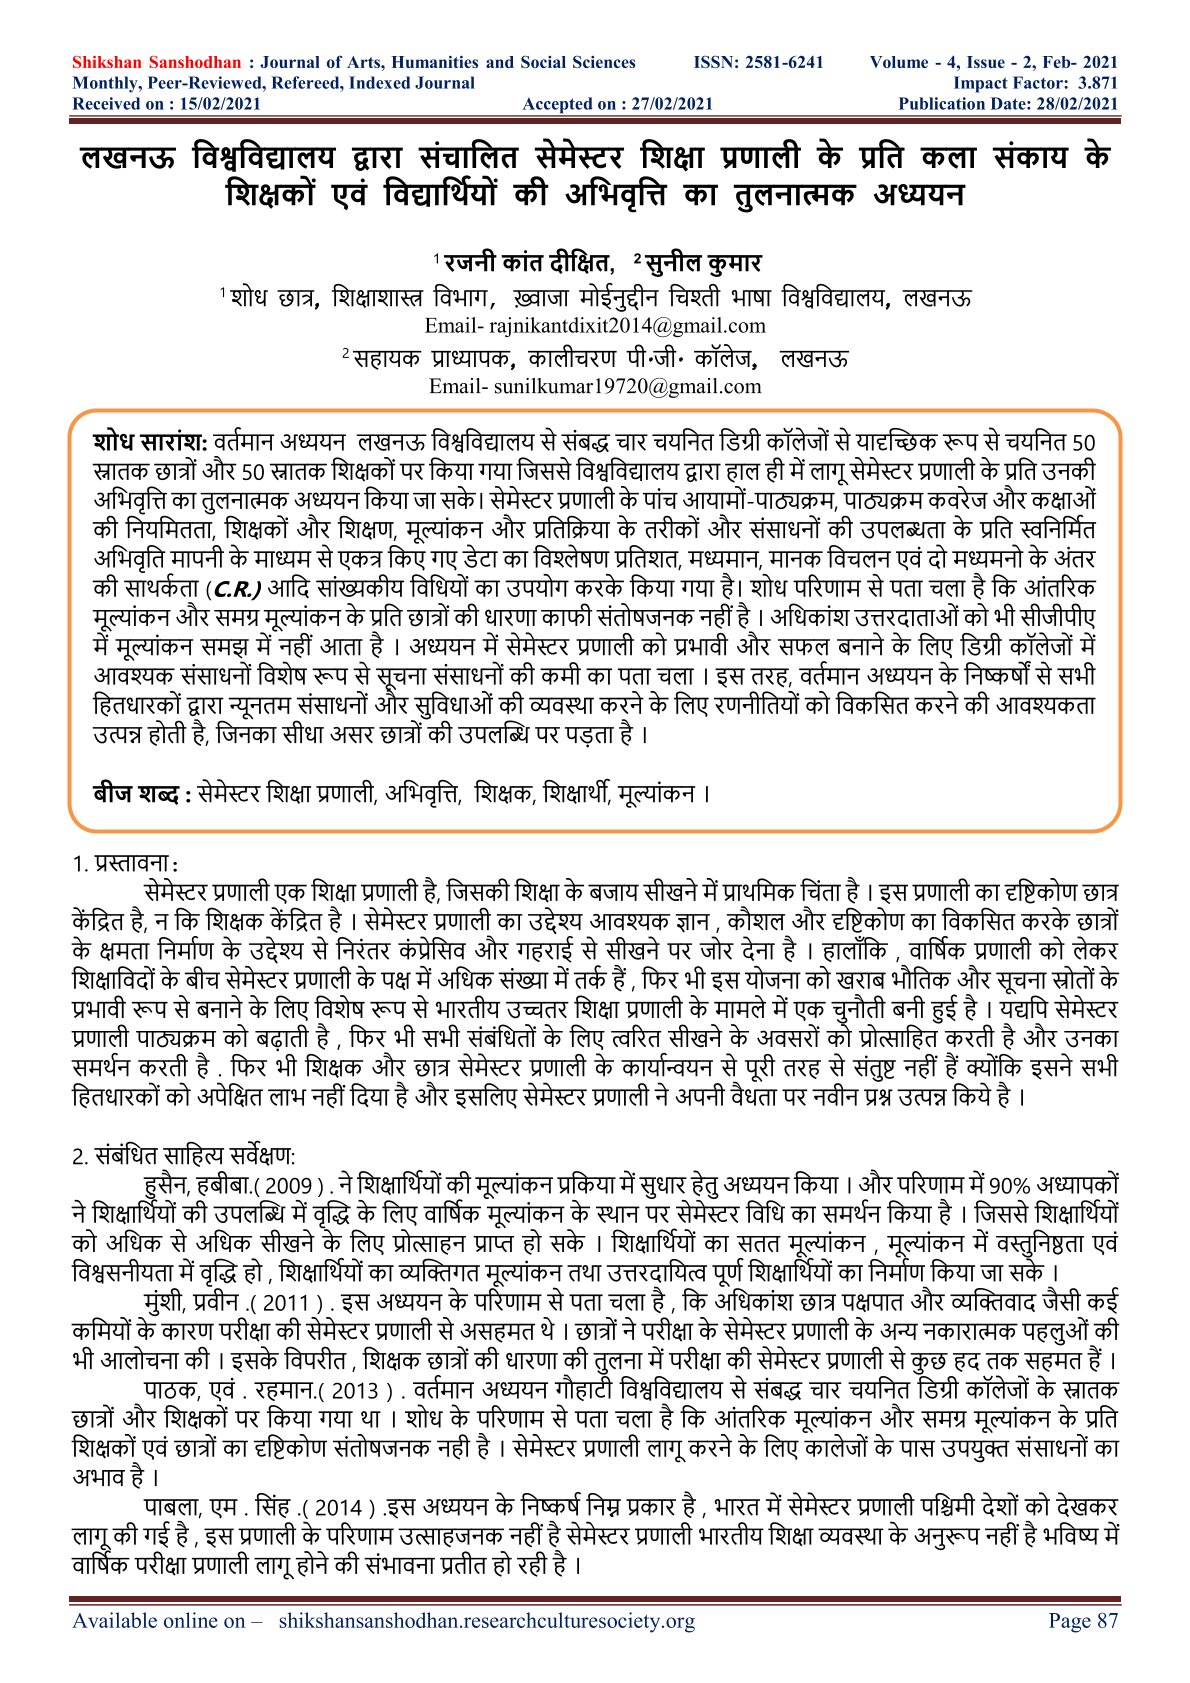 Shikshan Sanshodhan : Journal of Arts, Humanities and Social Sciences ISSN: 2581-6241 Volume - 4, Issue - 2, Feb- 2021
Monthly, Peer-Reviewed, Refereed, Indexed Journal Impact Factor: 3.871
Received on : 15/02/2021 Accepted on : 27/02/2021 Publication Date: 28/02/2021
लखनऊ विश्वविद्यालय द्वारा संचालित सेमेस्टर शिक्षा प्रणाली के प्रति कला संकाय के
शिक्षकों एवं विद्यार्थियों की अभिवृत्ति का तुलनात्मक अध्ययन
1 रजनी कांत दीक्षित, 2 सुनील कुमार
1 शोध छात्र, शिक्षाशास्त्र विभाग, ख़्वाजा मोईनुद्दीन चिश्ती भाषा विश्वविद्यालय, लखनऊ
Email- rajnikantdixit2014@gmail.com
2 सहायक प्राध्यापक, कालीचरण पी॰जी॰ कॉलेज, लखनऊ
Email- sunilkumar19720@gmail.com
शोध सारांश: वर्तमान अध्ययन लखनऊ विश्वविद्यालय से संबद्ध चार चयनित डिग्री कॉलेजों से यादृच्छिक रूप से चयनित 50
स्नातक छात्रों और 50 स्नातक शिक्षकों पर किया गया जिससे विश्वविद्यालय द्वारा हाल ही में लागू सेमेस्टर प्रणाली के प्रति उनकी
अभिवृत्ति का तुलनात्मक अध्ययन किया जा सके। सेमेस्टर प्रणाली के पांच आयामों-पाठ्यक्रम, पाठ्यक्रम कवरेज और कक्षाओं
की नियमितता, शिक्षकों और शिक्षण, मूल्यांकन और प्रतिक्रिया के तरीकों और संसाधनों की उपलब्धता के प्रति स्वनिर्मित
अभिवृति मापनी के माध्यम से एकत्र किए गए डेटा का विश्लेषण प्रतिशत, मध्यमान, मानक विचलन एवं दो मध्यमनो के अंतर
की साथर्कता (C.R.) आदि सांख्यकीय विधियों का उपयोग करके किया गया है। शोध परिणाम से पता चला है कि आंतरिक
मूल्यांकन और समग्र मूल्यांकन के प्रति छात्रों की धारणा काफी संतोषजनक नहीं है । अधिकांश उत्तरदाताओं को भी सीजीपीए
में मूल्यांकन समझ में नहीं आता है । अध्ययन में सेमेस्टर प्रणाली को प्रभावी और सफल बनाने के लिए डिग्री कॉलेजों में
आवश्यक संसाधनों विशेष रूप से सूचना संसाधनों की कमी का पता चला । इस तरह, वर्तमान अध्ययन के निष्कर्षों से सभी
हितधारकों द्वारा न्यूनतम संसाधनों और सुविधाओं की व्यवस्था करने के लिए रणनीतियों को विकसित करने की आवश्यकता
उत्पन्न होती है, जिनका सीधा असर छात्रों की उपलब्धि पर पड़ता है ।
बीज शब्द : सेमेस्टर शिक्षा प्रणाली, अभिवृत्ति, शिक्षक, शिक्षार्थी, मूल्यांकन ।
1. प्रस्तावना :
सेमेस्टर प्रणाली एक शिक्षा प्रणाली है, जिसकी शिक्षा के बजाय सीखने में प्राथमिक चिंता है । इस प्रणाली का दृष्टिकोण छात्र
केंद्रित है, न कि शिक्षक केंद्रित है । सेमेस्टर प्रणाली का उद्देश्य आवश्यक ज्ञान , कौशल और दृष्टिकोण का विकसित करके छात्रों
के क्षमता निर्माण के उद्देश्य से निरंतर कंप्रेसिव और गहराई से सीखने पर जोर देना है । हालाँकि , वार्षिक प्रणाली को लेकर
शिक्षाविदों के बीच सेमेस्टर प्रणाली के पक्ष में अधिक संख्या में तर्क हैं , फिर भी इस योजना को खराब भौतिक और सूचना स्रोतों के
प्रभावी रूप से बनाने के लिए विशेष रूप से भारतीय उच्चतर शिक्षा प्रणाली के मामले में एक चुनौती बनी हुई है । यद्यपि सेमेस्टर
प्रणाली पाठ्यक्रम को बढ़ाती है , फिर भी सभी संबंधितों के लिए त्वरित सीखने के अवसरों को प्रोत्साहित करती है और उनका
समर्थन करती है . फिर भी शिक्षक और छात्र सेमेस्टर प्रणाली के कार्यान्वयन से पूरी तरह से संतुष्ट नहीं हैं क्योंकि इसने सभी
हितधारकों को अपेक्षित लाभ नहीं दिया है और इसलिए सेमेस्टर प्रणाली ने अपनी वैधता पर नवीन प्रश्न उत्पन्न किये है ।
2. संबंधित साहित्य सर्वेक्षण:
हुसैन, हबीबा.( 2009 ) . ने शिक्षार्थियों की मूल्यांकन प्रकिया में सुधार हेतु अध्ययन किया । और परिणाम में 90% अध्यापकों
ने शिक्षार्थियों की उपलब्धि में वृद्धि के लिए वार्षिक मूल्यांकन के स्थान पर सेमेस्टर विधि का समर्थन किया है । जिससे शिक्षार्थियों
को अधिक से अधिक सीखने के लिए प्रोत्साहन प्राप्त हो सके । शिक्षार्थियों का सतत मूल्यांकन , मूल्यांकन में वस्तुनिष्ठता एवं
विश्वसनीयता में वृद्धि हो , शिक्षार्थियों का व्यक्तिगत मूल्यांकन तथा उत्तरदायित्व पूर्ण शिक्षार्थियों का निर्माण किया जा सके ।
मुंशी, प्रवीन .( 2011 ) . इस अध्ययन के परिणाम से पता चला है , कि अधिकांश छात्र पक्षपात और व्यक्तिवाद जैसी कई
कमियों के कारण परीक्षा की सेमेस्टर प्रणाली से असहमत थे । छात्रों ने परीक्षा के सेमेस्टर प्रणाली के अन्य नकारात्मक पहलुओं की
भी आलोचना की । इसके विपरीत , शिक्षक छात्रों की धारणा की तुलना में परीक्षा की सेमेस्टर प्रणाली से कुछ हद तक सहमत हैं ।
पाठक, एवं . रहमान.( 2013 ) . वर्तमान अध्ययन गौहाटी विश्वविद्यालय से संबद्ध चार चयनित डिग्री कॉलेजों के स्नातक
छात्रों और शिक्षकों पर किया गया था । शोध के परिणाम से पता चला है कि आंतरिक मूल्यांकन और समग्र मूल्यांकन के प्रति
शिक्षकों एवं छात्रों का दृष्टिकोण संतोषजनक नही है । सेमेस्टर प्रणाली लागू करने के लिए कालेजों के पास उपयुक्त संसाधनों का
अभाव है ।
पाबला, एम . सिंह .( 2014 ) .इस अध्ययन के निष्कर्ष निम्न प्रकार है , भारत में सेमेस्टर प्रणाली पश्चिमी देशों को देखकर
लागू की गई है , इस प्रणाली के परिणाम उत्साहजनक नहीं है सेमेस्टर प्रणाली भारतीय शिक्षा व्यवस्था के अनुरूप नहीं है भविष्य में
वार्षिक परीक्षा प्रणाली लागू होने की संभावना प्रतीत हो रही है ।
Available online on – shikshansanshodhan.researchculturesociety.org Page 87